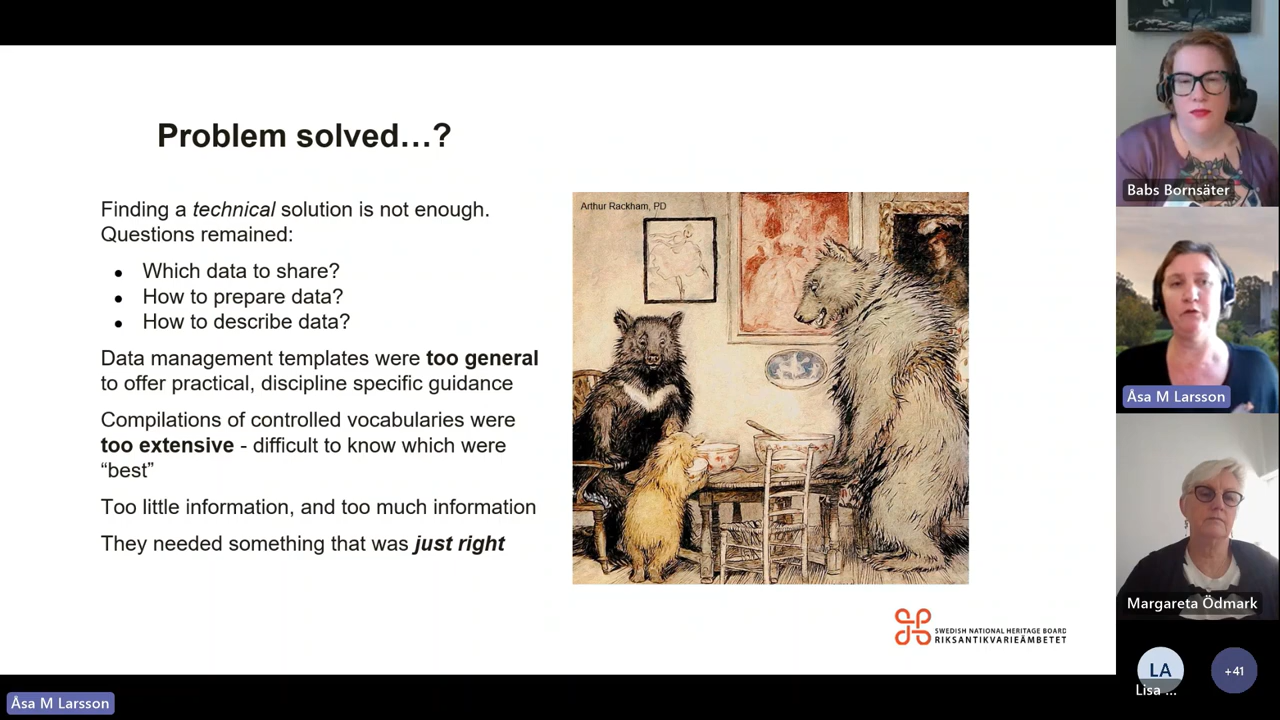 Problem solved…?
Finding a technical solution is not enough.
Questions remained:
● Which data to share?
● How to prepare data?
● How to describe data?
Data management templates were too general
to offer practical, discipline specific guidance
Compilations of controlled vocabularies were
too extensive - difficult to know which were
“best”
Too little information, and too much information
They needed something that was just right
Arthur Rackham, PD
SWEDISH NATIONAL HERITAGE BOARD
RIKSANTIKVARIEÄMBETET
Åsa M Larsson
Babs Bornsäter
Åsa M Larsson
Margareta Ödmark
LA
+41
Lisa ...